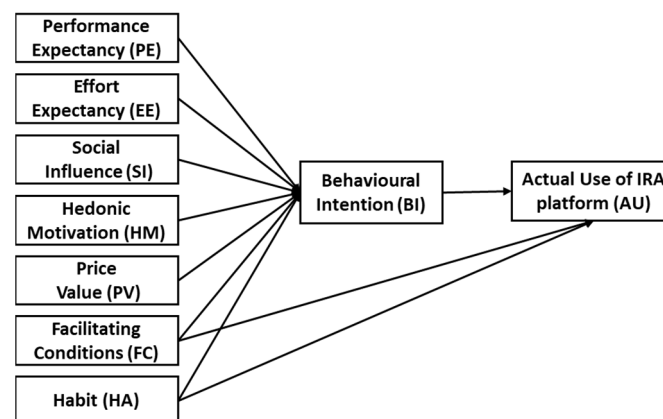 Performance
Expectancy (PE)
Effort
Expectancy (EE)
Social
Influence (SI)
Hedonic
Motivation (HM)
Price
Value (PV)
Facilitating
Conditions (FC)
Habit (HA)
Behavioural
Intention (BI)
Actual Use of IRA
platform (AU)